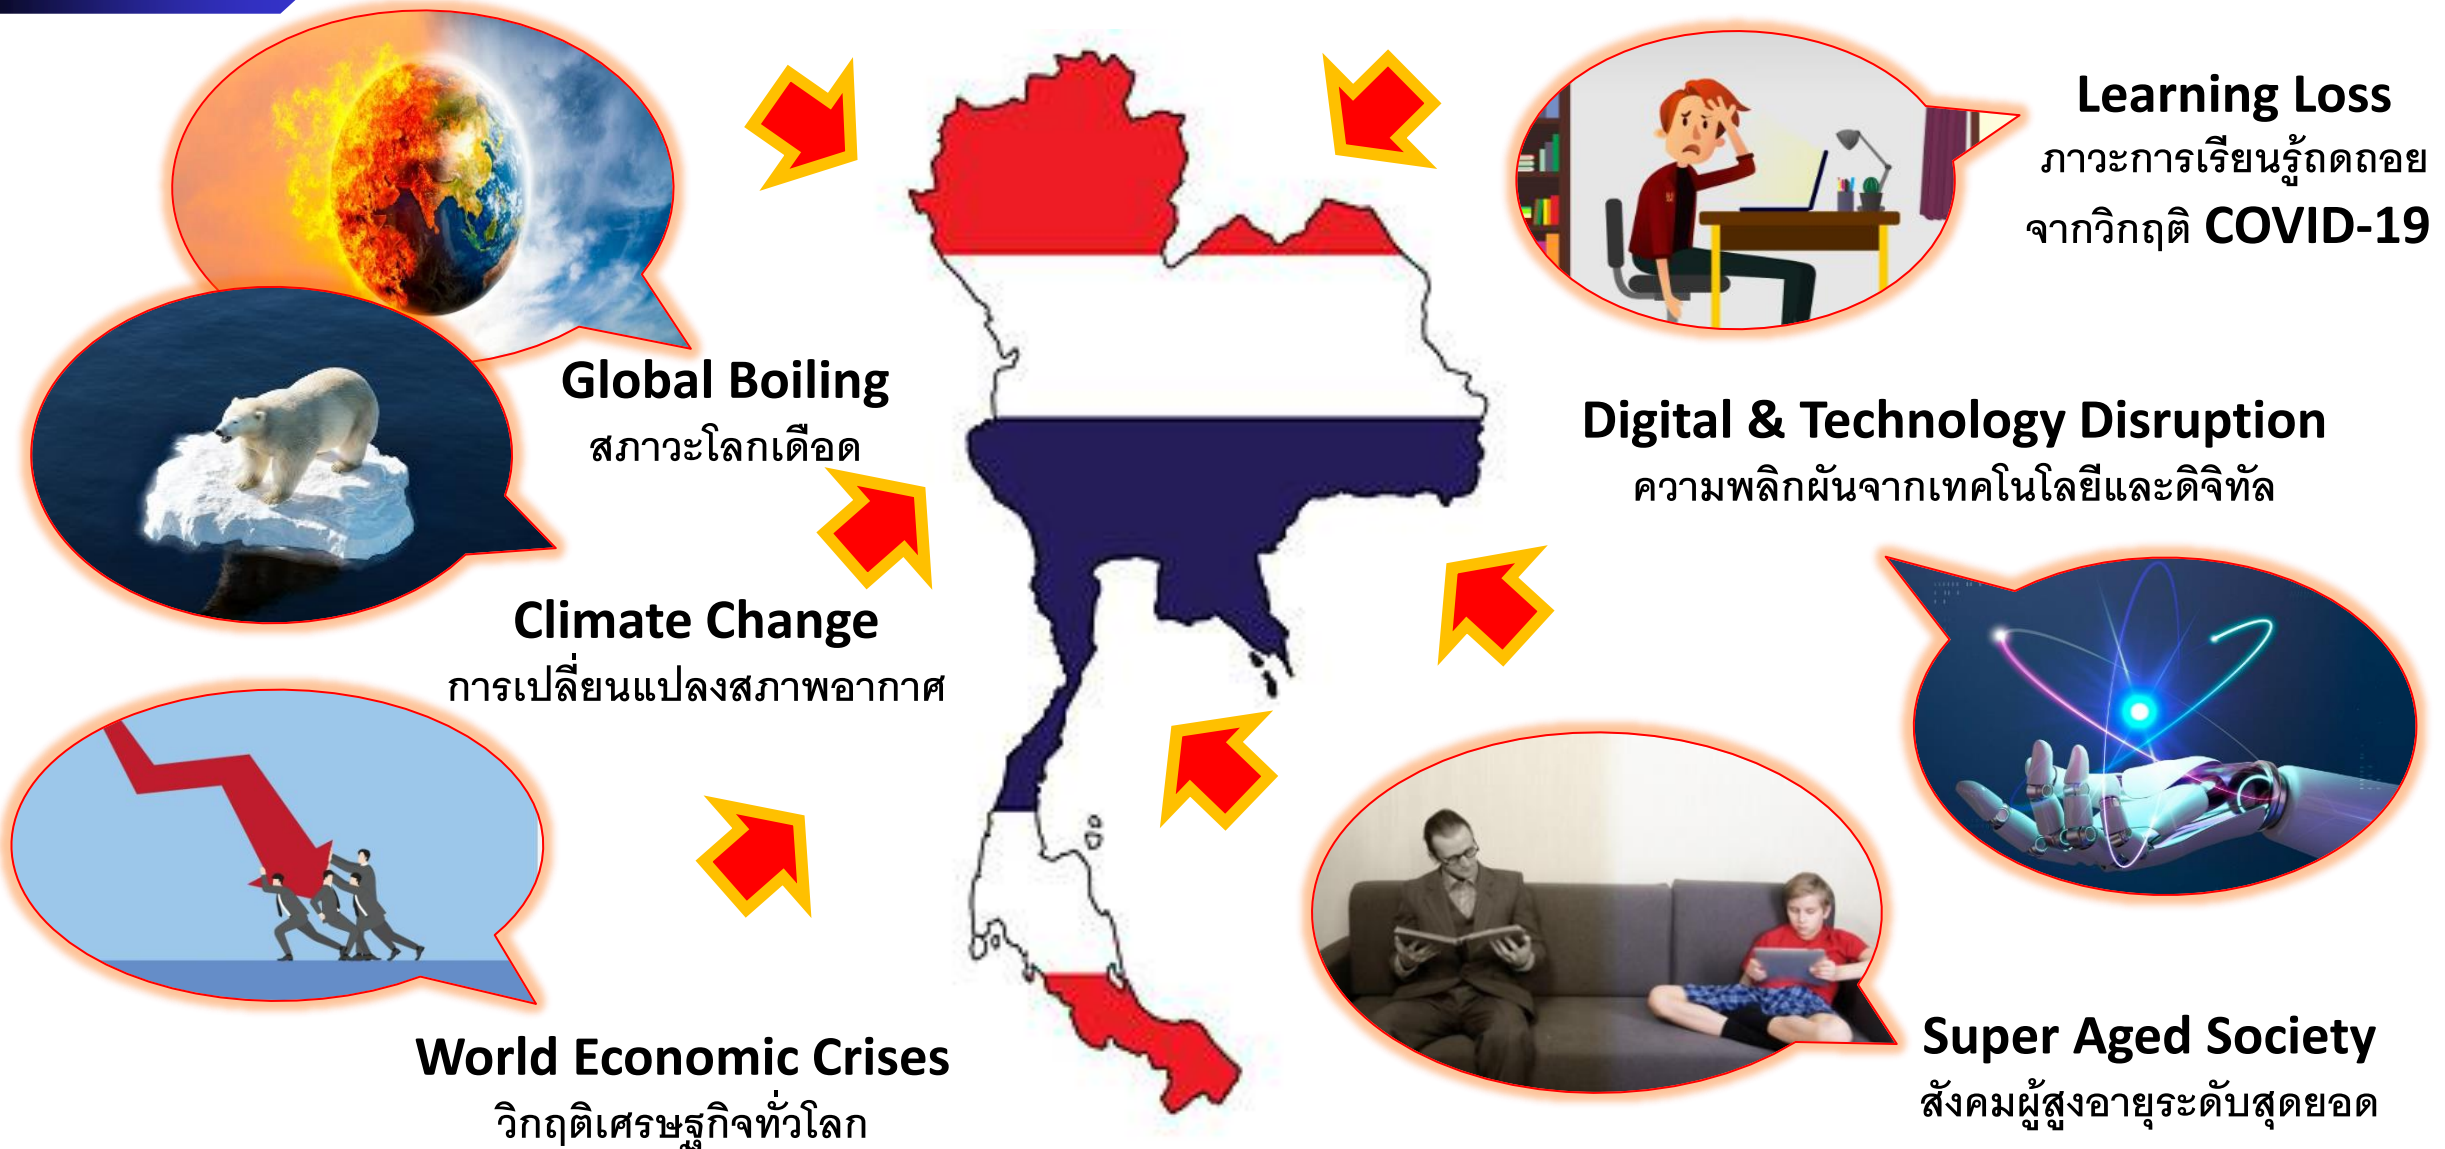 Global Boiling
สภาวะโลกเดือด
Climate Change
การเปลี่ยนแปลงสภาพอากาศ
World Economic Crises
วิกฤติเศรษฐกิจทั่วโลก
Learning Loss
ภาวะการเรียนรู้ถดถอย
จากวิกฤติ COVID-19
Digital & Technology Disruption
ความพลิกผันจากเทคโนโลยีและดิจิทัล
Super Aged Society
สังคมผู้สูงอายุระดับสุดยอด